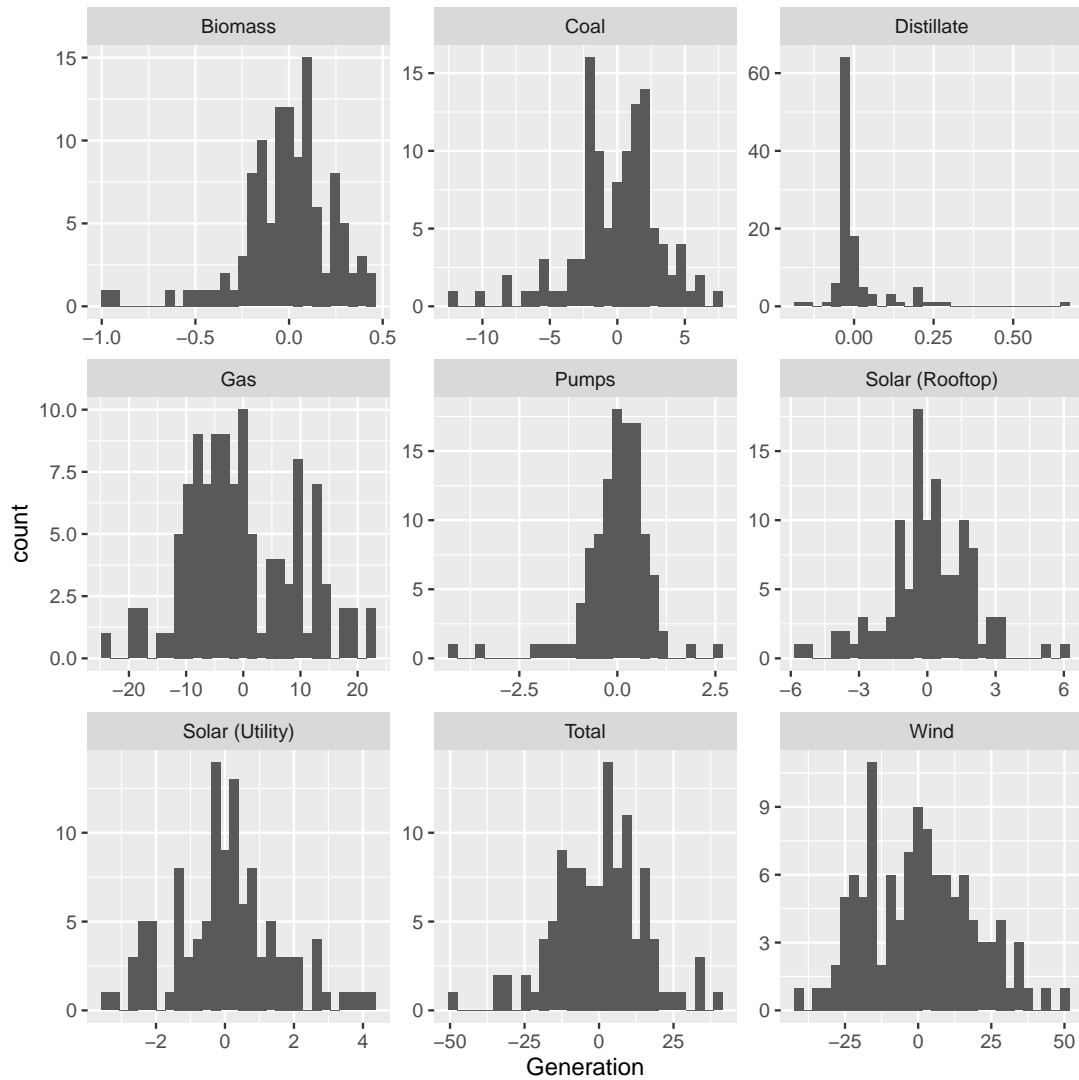 Biomass
Coal
Distillate
15
10
5
0
−1.0 −0.5 0.0 0.5
15
10
5
0
−10 −5 0 5
60
40
20
0
0.00 0.25 0.50
Gas
Pumps
Solar (Rooftop)
10.0
7.5
5.0
2.5
0.0
−20 −10 0 10 20
15
10
5
0
−2.5 0.0 2.5
15
10
5
0
−6 −3 0 3 6
Solar (Utility)
Total
Wind
10
5
0
−2 0 2 4
10
5
0
−50 −25 0 25
9
6
3
0
−25 0 25 50
Generation
count